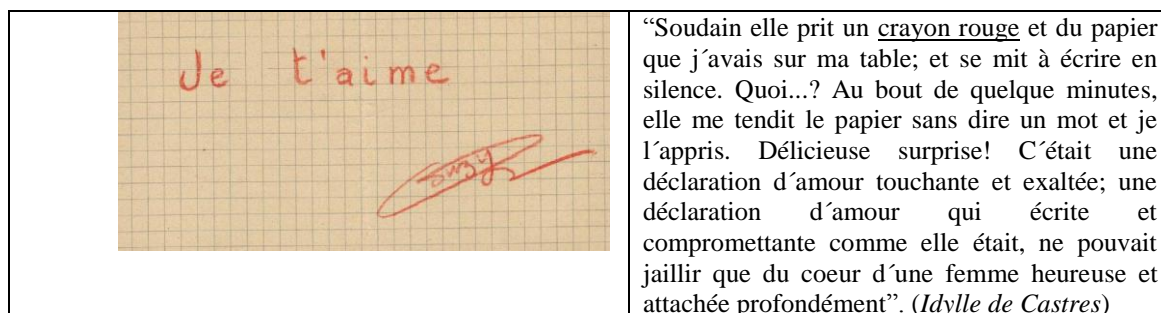 Je t'aime
Suzy
“Soudain elle prit un crayon rouge et du papier
que j´avais sur ma table; et se mit à écrire en
silence. Quoi...? Au bout de quelque minutes,
elle me tendit le papier sans dire un mot et je
l´appris. Délicieuse surprise! C´était une
déclaration d´amour touchante et exaltée; une
déclaration d´amour qui écrite et
compromettante comme elle était, ne pouvait
jaillir que du coeur d´une femme heureuse et
attachée profondément”. (Idylle de Castres)